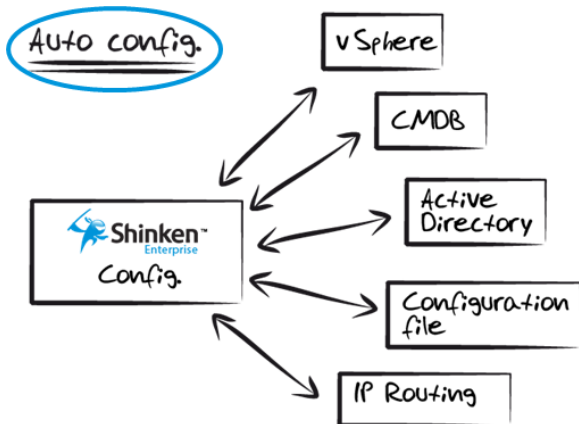 Auto config.
vSphere
CMDB
Active
Directory
Shinken™
Enterprise
Config.
Configuration
file
IP Routing